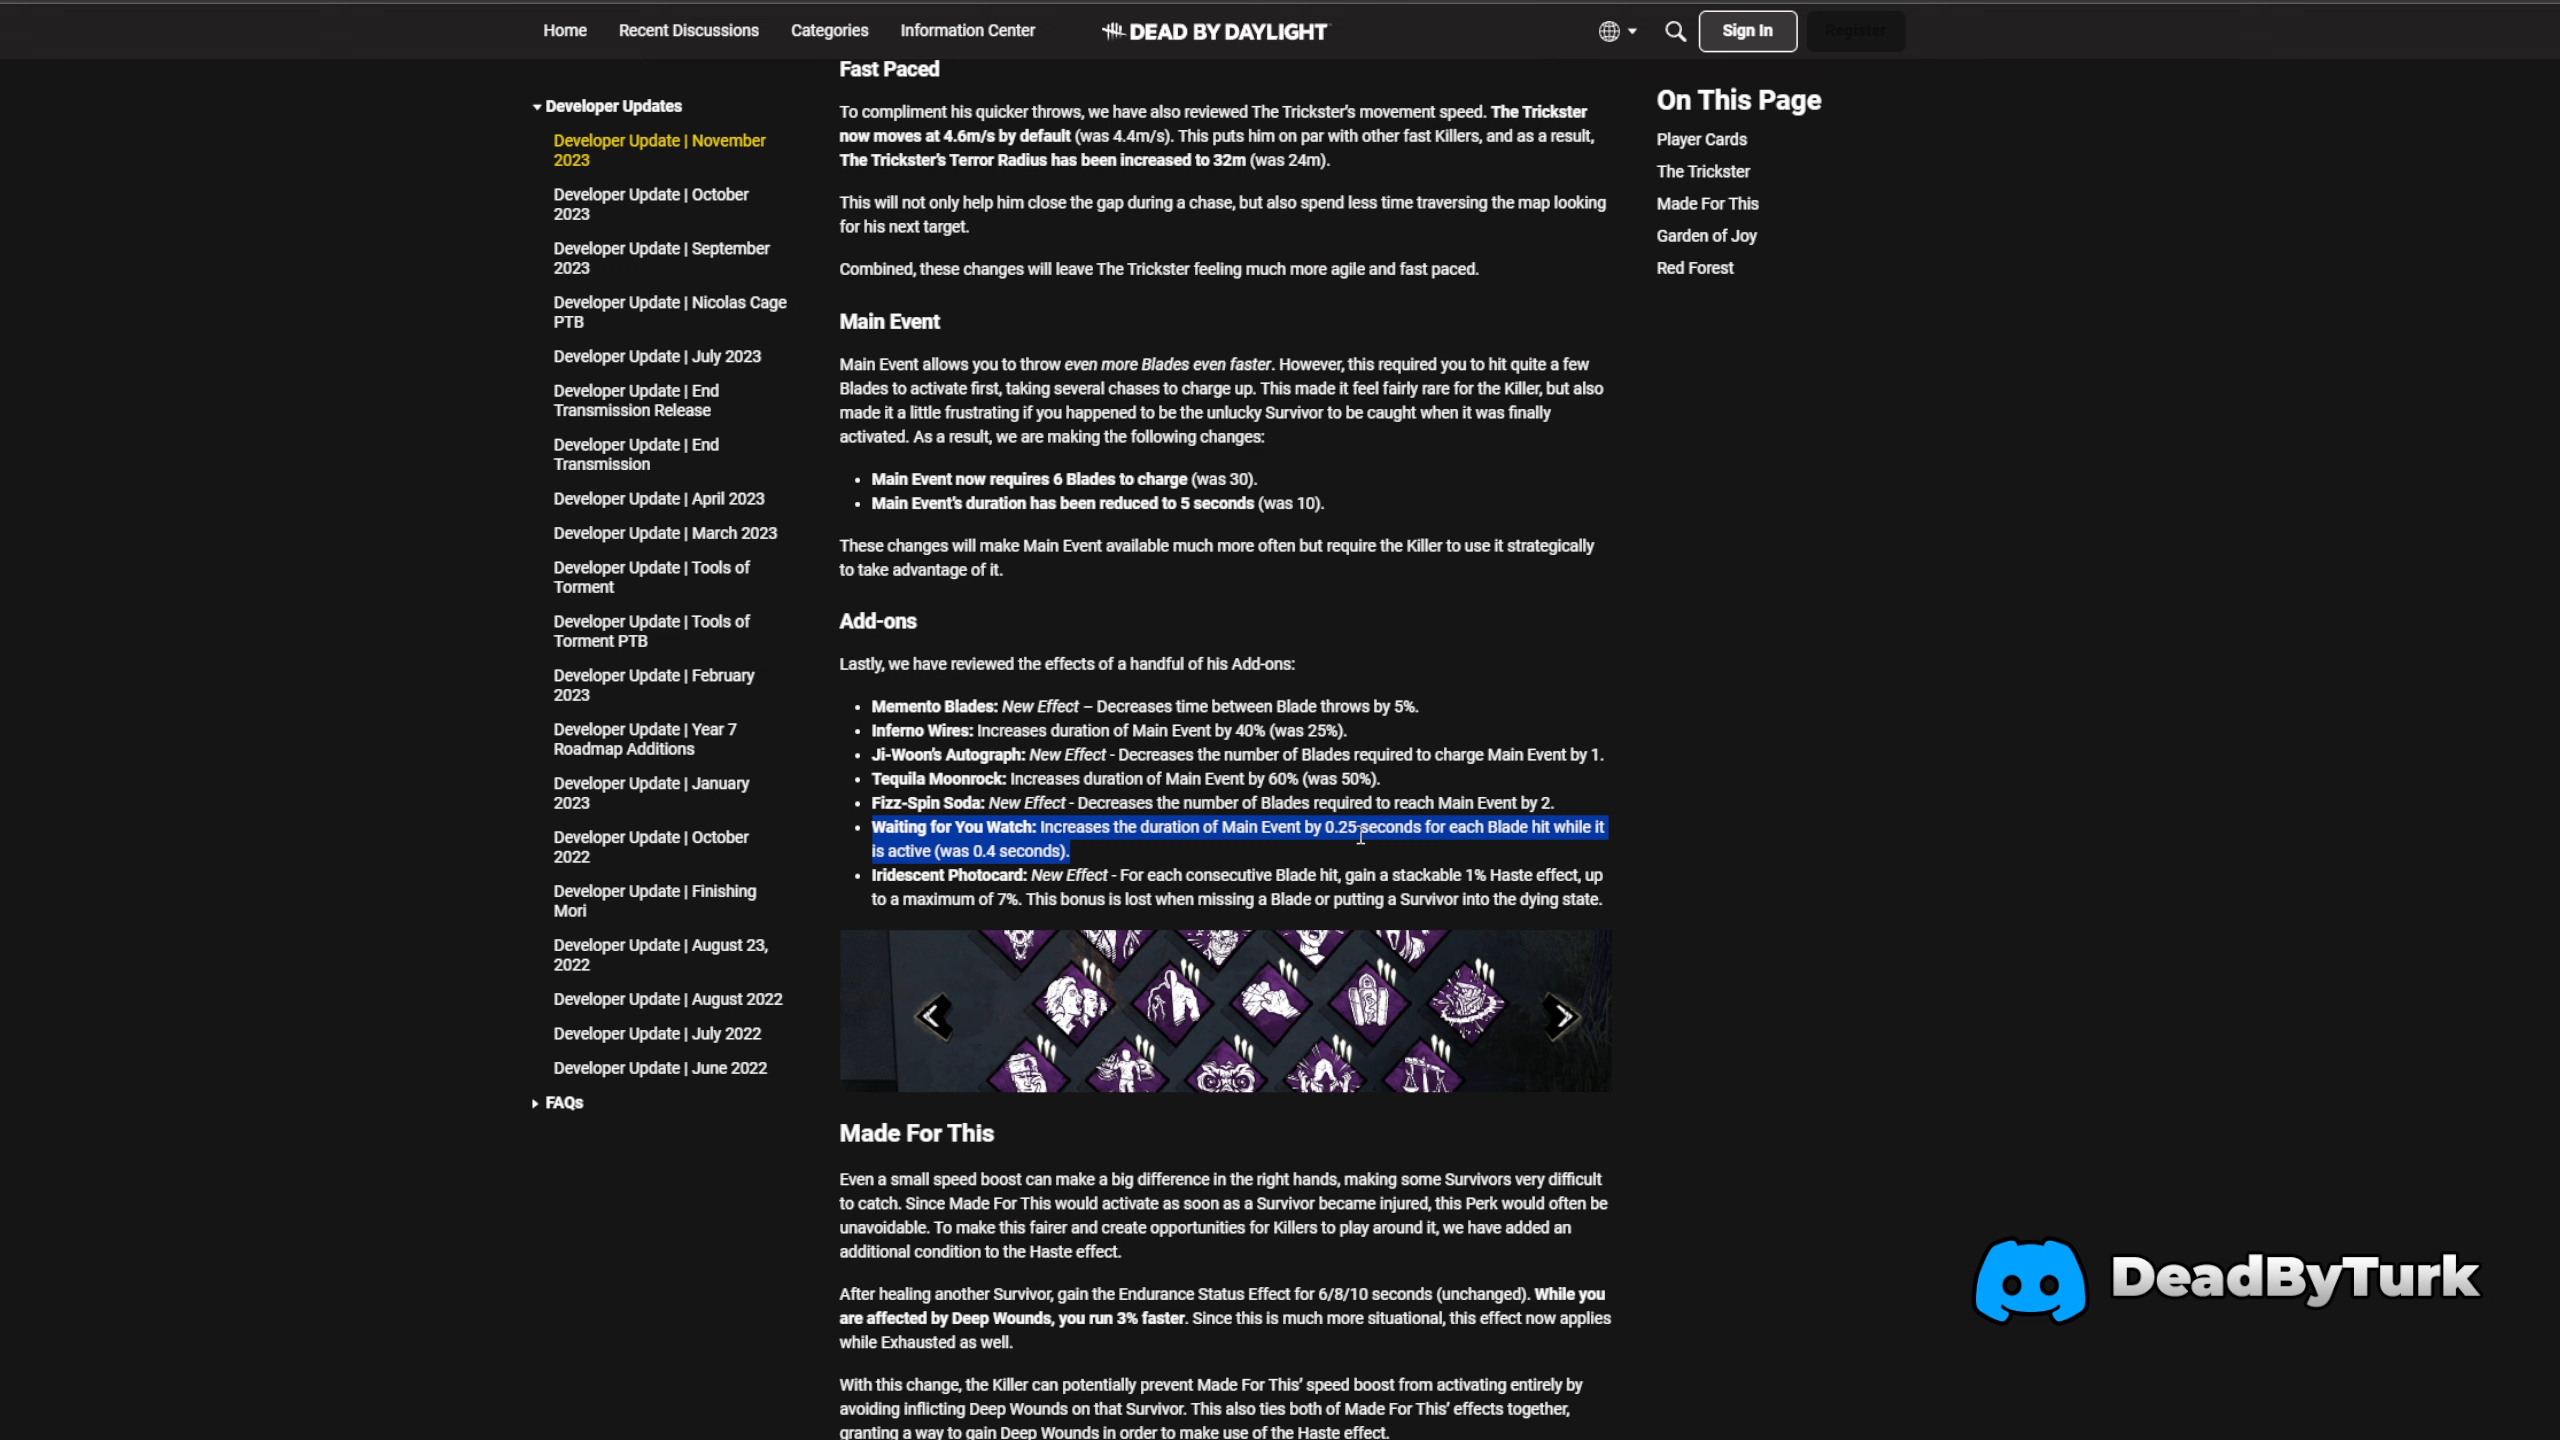 Home Recent Discussions Categories Information Center DEAD BY DAYLIGHT Sign In Register
Developer Updates
Developer Update | November
2023
Developer Update | October
2023
Developer Update | September
2023
Developer Update | Nicolas Cage
PTB
Developer Update | July 2023
Developer Update | End
Transmission Release
Developer Update | End
Transmission
Developer Update | April 2023
Developer Update | March 2023
Developer Update | Tools of
Torment
Developer Update | Tools of
Torment PTB
Developer Update | February
2023
Developer Update | Year 7
Roadmap Additions
Developer Update | January
2023
Developer Update | October
2022
Developer Update | Finishing
Mori
Developer Update | August 23,
2022
Developer Update | August 2022
Developer Update | July 2022
Developer Update | June 2022
FAQs
Fast Paced
To compliment his quicker throws, we have also reviewed The Trickster's movement speed. The Trickster
now moves at 4.6m/s by default (was 4.4m/s). This puts him on par with other fast Killers, and as a result,
The Trickster's Terror Radius has been increased to 32m (was 24m).
This will not only help him close the gap during a chase, but also spend less time traversing the map looking
for his next target.
Combined, these changes will leave The Trickster feeling much more agile and fast paced.
Main Event
Main Event allows you to throw even more Blades even faster. However, this required you to hit quite a few
Blades to activate first, taking several chases to charge up. This made it feel fairly rare for the Killer, but also
made it a little frustrating if you happened to be the unlucky Survivor to be caught when it was finally
activated. As a result, we are making the following changes:
• Main Event now requires 6 Blades to charge (was 30).
• Main Event's duration has been reduced to 5 seconds (was 10).
These changes will make Main Event available much more often but require the Killer to use it strategically
to take advantage of it.
Add-ons
Lastly, we have reviewed the effects of a handful of his Add-ons:
• Memento Blades: New Effect – Decreases time between Blade throws by 5%.
• Inferno Wires: Increases duration of Main Event by 40% (was 25%).
• Ji-Woon's Autograph: New Effect - Decreases the number of Blades required to charge Main Event by 1.
• Tequila Moonrock: Increases duration of Main Event by 60% (was 50%).
• Fizz-Spin Soda: New Effect - Decreases the number of Blades required to reach Main Event by 2.
• Waiting for You Watch: Increases the duration of Main Event by 0.25 seconds for each Blade hit while it
is active (was 0.4 seconds).
• Iridescent Photocard: New Effect - For each consecutive Blade hit, gain a stackable 1% Haste effect, up
to a maximum of 7%. This bonus is lost when missing a Blade or putting a Survivor into the dying state.
Made For This
Even a small speed boost can make a big difference in the right hands, making some Survivors very difficult
to catch. Since Made For This would activate as soon as a Survivor became injured, this Perk would often be
unavoidable. To make this fairer and create opportunities for Killers to play around it, we have added an
additional condition to the Haste effect.
After healing another Survivor, gain the Endurance Status Effect for 6/8/10 seconds (unchanged). While you
are affected by Deep Wounds, you run 3% faster. Since this is much more situational, this effect now applies
while Exhausted as well.
With this change, the Killer can potentially prevent Made For This' speed boost from activating entirely by
avoiding inflicting Deep Wounds on that Survivor. This also ties both of Made For This' effects together,
granting a way to gain Deep Wounds in order to make use of the Haste effect.
On This Page
Player Cards
The Trickster
Made For This
Garden of Joy
Red Forest
DeadByTurk